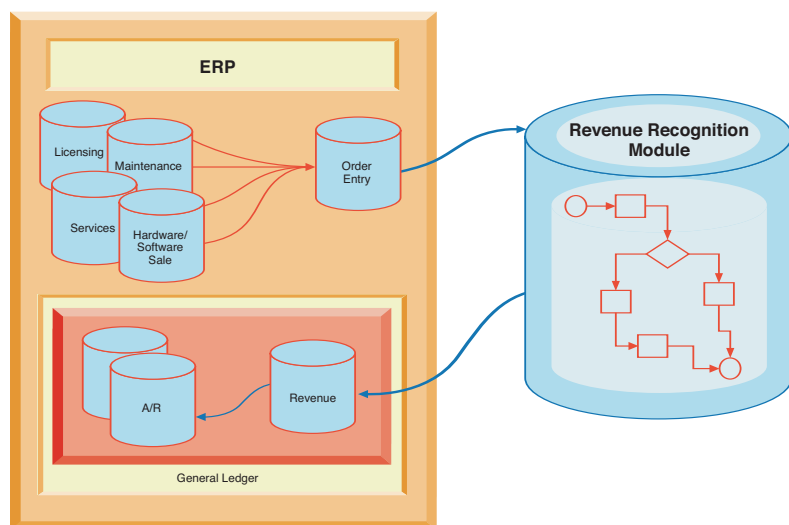 ERP
Licensing
Maintenance
Order
Entry
Services
Hardware/
Software
Sale
Revenue Recognition
Module
A/R
Revenue
General Ledger